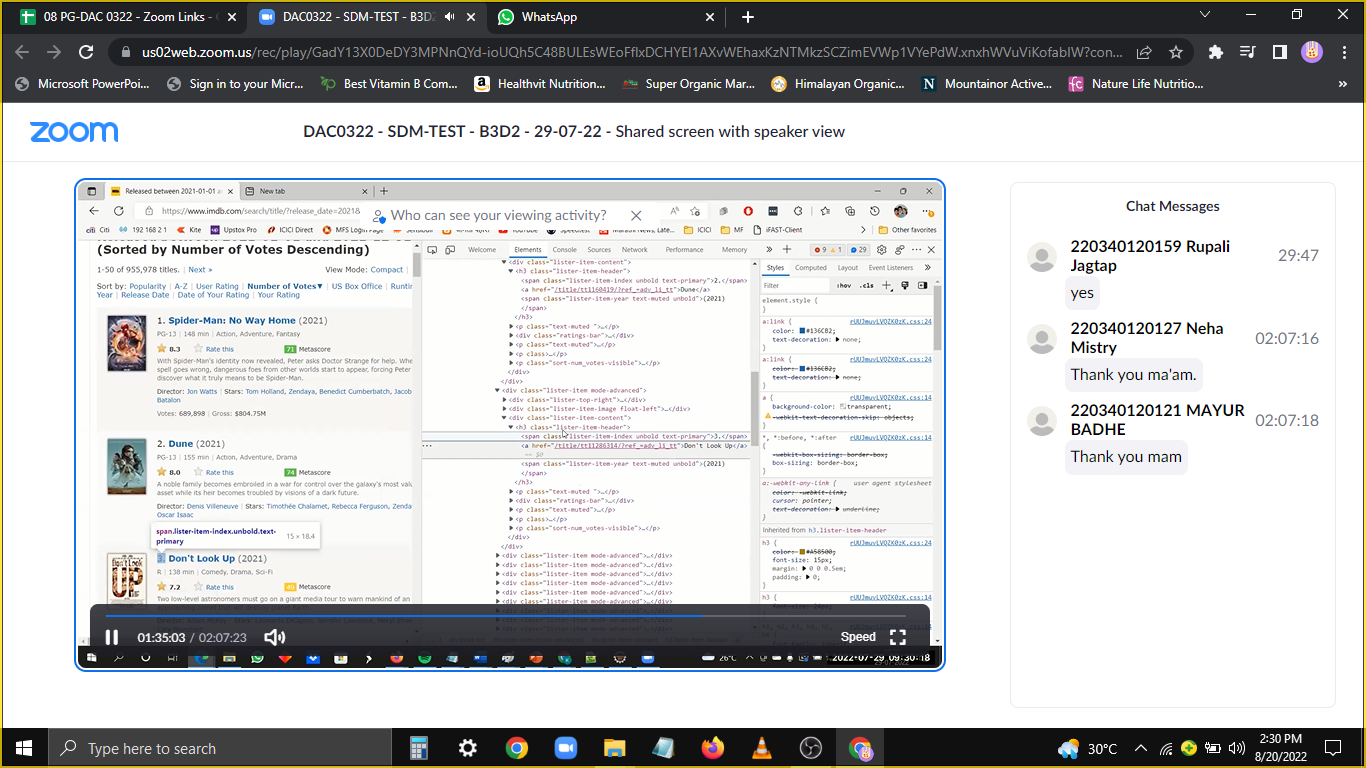 08 PG-DAC 0322 - Zoom Links -
DAC0322 - SDM-TEST - B3D2
WhatsApp
us02web.zoom.us/rec/play/GadY13X0DeDY3MPNnQYd-ioUQh5C48BULEsWEoFflxDCHYEI1AXvWEhaxKzNTMkzSCZimEVWp1VYePdW.xnxhWVuViKofabIW?con...
Microsoft PowerPoi...
Sign in to your Micr...
Best Vitamin B Com...
Healthvit Nutrition...
Super Organic Mar...
Himalayan Organic...
Mountainor Active...
Nature Life Nutritio...
zoom
DAC0322 - SDM-TEST - B3D2 - 29-07-22 - Shared screen with speaker view
Released between 2021-01-01 a
New tab
https://www.imdb.com/search/title/?release_date=2021&
Who can see your viewing activity?
Citi
192 168 2 1
Kite
Upstox Pro
ICICI Direct
MFS Login Page
ICICI
MF
iFAST-Client
Other favorites
(Sorted by Number of Votes Descending)
1-50 of 955,978 titles. | Next »
View Mode: Compact |
Sort by: Popularity | A-Z | User Rating | Number of Votes▼ | US Box Office | Runtin
Year | Release Date | Date of Your Rating | Your Rating
1. Spider-Man: No Way Home (2021)
PG-13 | 148 min | Action, Adventure, Fantasy
8.3
Rate this
71 Metascore
With Spider-Man's identity now revealed, Peter asks Doctor Strange for help. Whe
spell goes wrong, dangerous foes from other worlds start to appear, forcing Peter
discover what it truly means to be Spider-Man.
Director: Jon Watts | Stars: Tom Holland, Zendaya, Benedict Cumberbatch, Jacob
Batalon
Votes: 689,898 | Gross: $804.75M
2. Dune (2021)
PG-13 | 155 min | Action, Adventure, Drama
8.0
Rate this
74 Metascore
A noble family becomes embroiled in a war for control over the galaxy's most valu
asset while its heir becomes troubled by visions of a dark future.
Director: Denis Villeneuve | Stars: Timothée Chalamet, Rebecca Ferguson, Zenda
Oscar Isaac
span.lister-item-index.unbold.text-
primary
15 × 18.4
3. Don't Look Up (2021)
R | 138 min | Comedy, Drama, Sci-Fi
7.2
Rate this
49 Metascore
Two low-level astronomers must go on a giant media tour to warn mankind of an
Welcome
Elements
Console
Sources
Network
Performance
Memory
9
1
29
<div class="lister-item-content">
<h3 class="lister-item-header">
<span class="lister-item-index unbold text-primary">2.</span>
<a href="/title/tt1160419/?ref_=adv_li_tt">Dune</a>
<span class="lister-item-year text-muted unbold">(2021)
</span>
</h3>
<p class="text-muted ">…</p>
<div class="ratings-bar">…</div>
<p class="text-muted">…</p>
<p class>…</p>
<p class="sort-num_votes-visible">…</p>
</div>
</div>
<div class="lister-item mode-advanced">
<div class="lister-top-right">…</div>
<div class="lister-item-image float-left">…</div>
<div class="lister-item-content">
<h3 class="lister-item-header">
<span class="lister-item-index unbold text-primary">3.</span>
<a href="/title/tt11286314/?ref_=adv_li_tt">Don't Look Up</a>
== $0
<span class="lister-item-year text-muted unbold">(2021)
</span>
</h3>
<p class="text-muted ">…</p>
<div class="ratings-bar">…</div>
<p class="text-muted">…</p>
<p class>…</p>
<p class="sort-num_votes-visible">…</p>
</div>
</div>
<div class="lister-item mode-advanced">…</div>
<div class="lister-item mode-advanced">…</div>
<div class="lister-item mode-advanced">…</div>
<div class="lister-item mode-advanced">…</div>
<div class="lister-item mode-advanced">…</div>
<div class="lister-item mode-advanced">…</div>
Styles
Computed
Layout
Event Listeners
Filter
:hov
.cls
element.style {
}
a:link {
rUUJmuvLVQZK0zK.css:24
color: #136CB2;
text-decoration: none;
}
a:link {
rUUJmuvLVQZK0zK.css:24
color: #136CB2;
text-decoration: none;
}
a {
rUUJmuvLVQZK0zK.css:24
background-color: transparent;
-webkit-text-decoration-skip: objects;
}
*, *:before, *:after
rUUJmuvLVQZK0zK.css:24
{
-webkit-box-sizing: border-box;
box-sizing: border-box;
}
a:-webkit-any-link {
user agent stylesheet
color: -webkit-link;
cursor: pointer;
text-decoration: underline;
}
Inherited from h3.lister-item-header
h3 {
rUUJmuvLVQZK0zK.css:24
color: #A58500;
font-size: 15px;
margin: 0 0 0.5em;
padding: 0;
}
h3 {
rUUJmuvLVQZK0zK.css:24
01:35:03 / 02:07:23
Speed
26°C
2022-07-29 09:30:18
Chat Messages
220340120159 Rupali
Jagtap
29:47
yes
220340120127 Neha
Mistry
02:07:16
Thank you ma'am.
220340120121 MAYUR
BADHE
02:07:18
Thank you mam
Type here to search
30°C
2:30 PM
8/20/2022